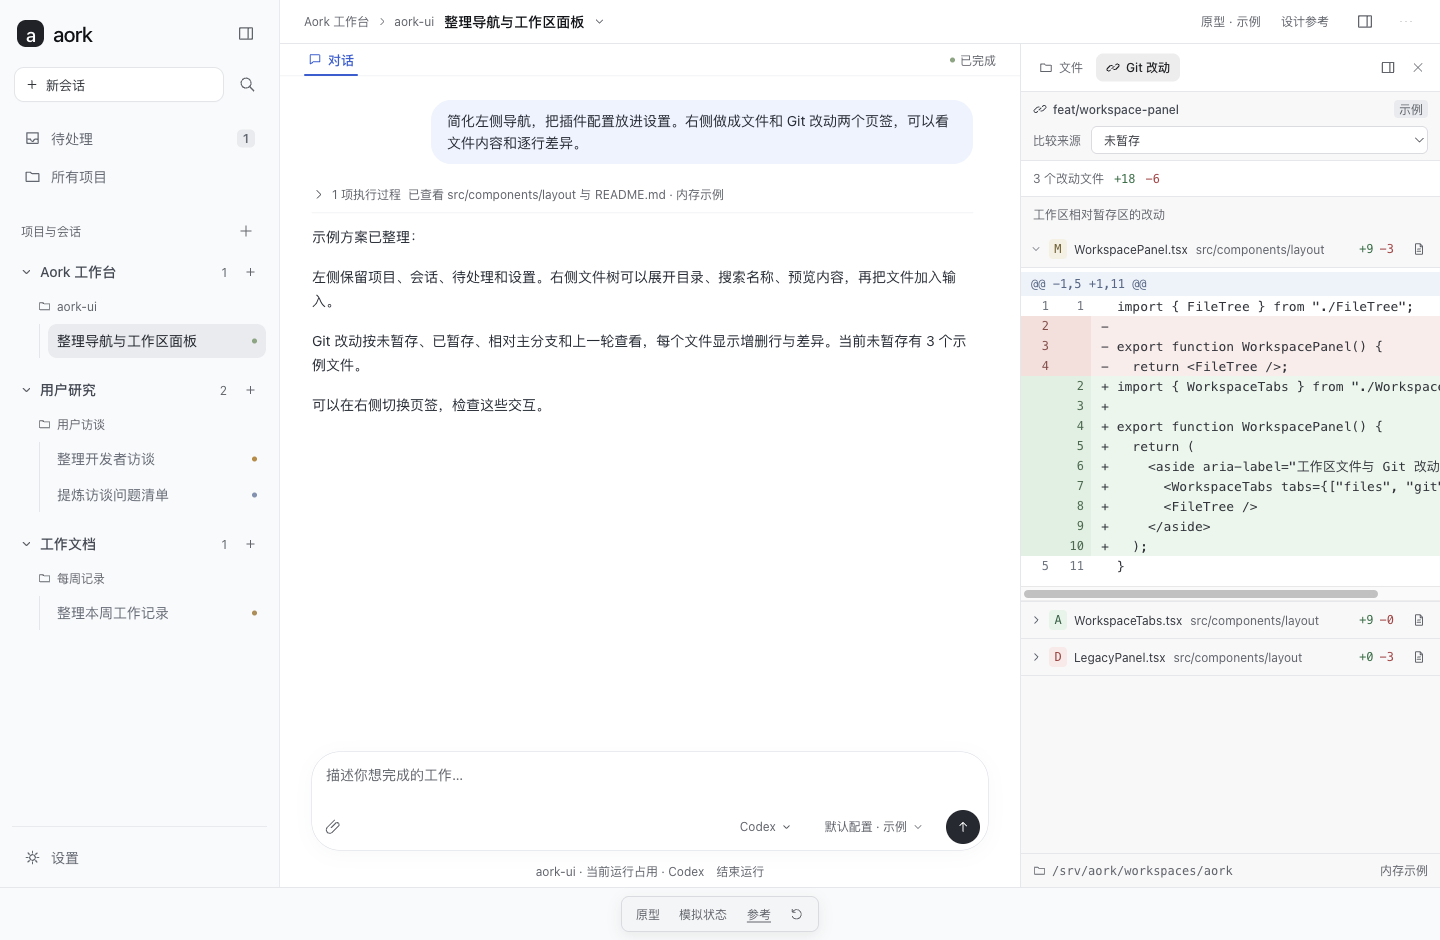 a aork
新会话
待处理 1
所有项目
项目与会话
Aork 工作台 1
aork-ui
整理导航与工作区面板
用户研究 2
用户访谈
整理开发者访谈
提炼访谈问题清单
工作文档 1
每周记录
整理本周工作记录
设置
Aork 工作台 > aork-ui 整理导航与工作区面板
原型 · 示例 设计参考
对话
已完成
简化左侧导航，把插件配置放进设置。右侧做成文件和 Git 改动两个页签，可以看
文件内容和逐行差异。
1 项执行过程 已查看 src/components/layout 与 README.md · 内存示例
示例方案已整理：
左侧保留项目、会话、待处理和设置。右侧文件树可以展开目录、搜索名称、预览内容，再把文件加入输
入。
Git 改动按未暂存、已暂存、相对主分支和上一轮查看，每个文件显示增删行与差异。当前未暂存有 3 个示
例文件。
可以在右侧切换页签，检查这些交互。
描述你想完成的工作...
Codex 默认配置 · 示例
aork-ui · 当前运行占用 · Codex 结束运行
文件 Git 改动
feat/workspace-panel 示例
比较来源 未暂存
3 个改动文件 +18 −6
工作区相对暂存区的改动
M WorkspacePanel.tsx src/components/layout +9 −3
@@ −1,5 +1,11 @@
1 1 import { FileTree } from "./FileTree";
2 −
3 − export function WorkspacePanel() {
4 − return <FileTree />;
2 + import { WorkspaceTabs } from "./Workspace
3 +
4 + export function WorkspacePanel() {
5 + return (
6 + <aside aria-label="工作区文件与 Git 改动
7 + <WorkspaceTabs tabs={["files", "git"
8 + <FileTree />
9 + </aside>
10 + );
5 11 }
A WorkspaceTabs.tsx src/components/layout +9 −0
D LegacyPanel.tsx src/components/layout +0 −3
/srv/aork/workspaces/aork 内存示例
原型 模拟状态 参考